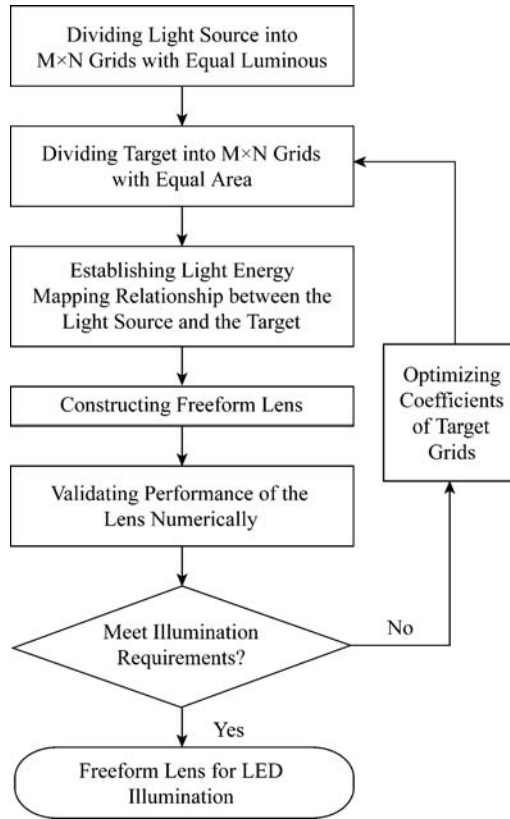 Dividing Light Source into
M×N Grids with Equal Luminous
Dividing Target into M×N Grids
with Equal Area
Establishing Light Energy
Mapping Relationship between the
Light Source and the Target
Constructing Freeform Lens
Optimizing
Coefficients
of Target
Grids
Validating Performance of the
Lens Numerically
Meet Illumination
Requirements?
No
Yes
Freeform Lens for LED
Illumination